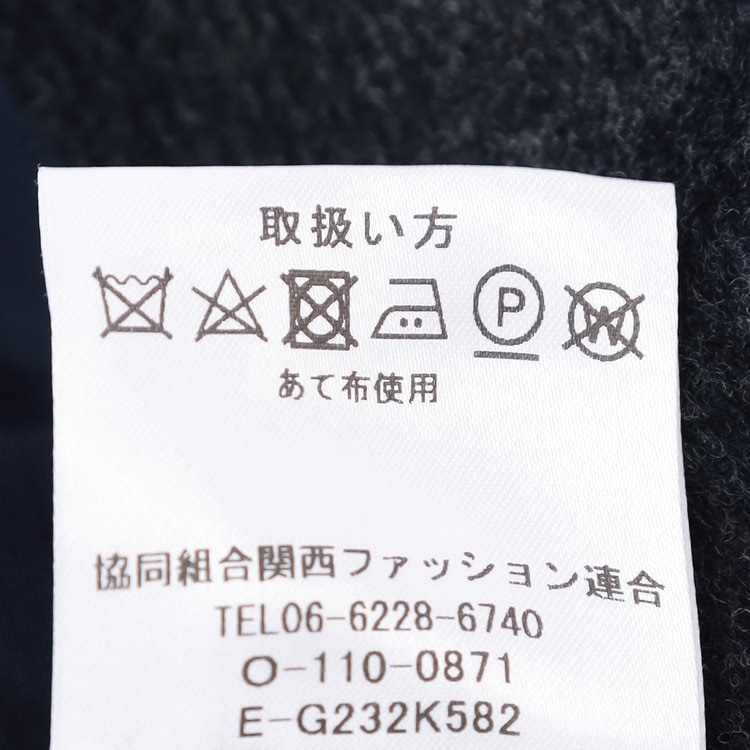 取扱い方
P W
あて布使用
協同組合関西ファッション連合
TEL06-6228-6740
O-110-0871
E-G232K582